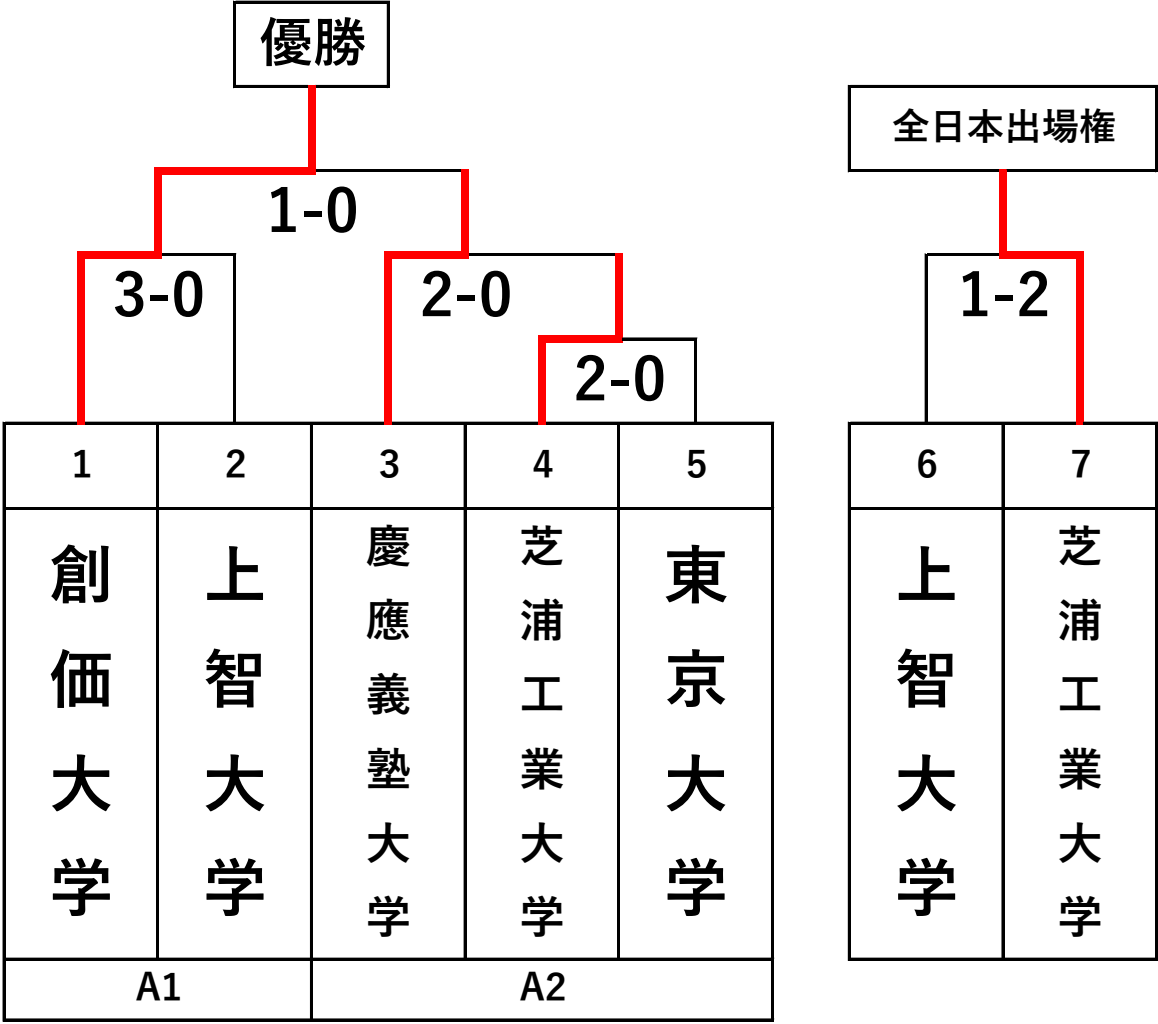 優勝
全日本出場権
1-0
3-0
2-0
1-2
2-0
1
2
3
4
5
6
7
創価大学
上智大学
慶應義塾大学
芝浦工業大学
東京大学
上智大学
芝浦工業大学
A1
A2